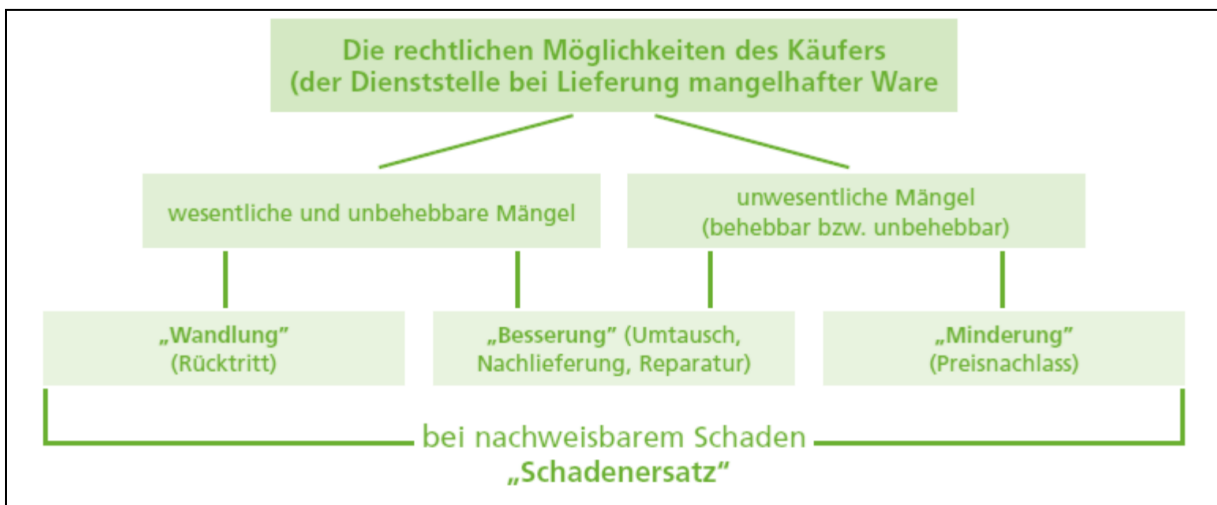 Die rechtlichen Möglichkeiten des Käufers
(der Dienststelle bei Lieferung mangelhafter Ware
wesentliche und unbehebbare Mängel
unwesentliche Mängel
(behebbar bzw. unbehebbar)
„Wandlung"
(Rücktritt)
„Besserung" (Umtausch,
Nachlieferung, Reparatur)
„Minderung"
(Preisnachlass)
bei nachweisbarem Schaden
„Schadenersatz“